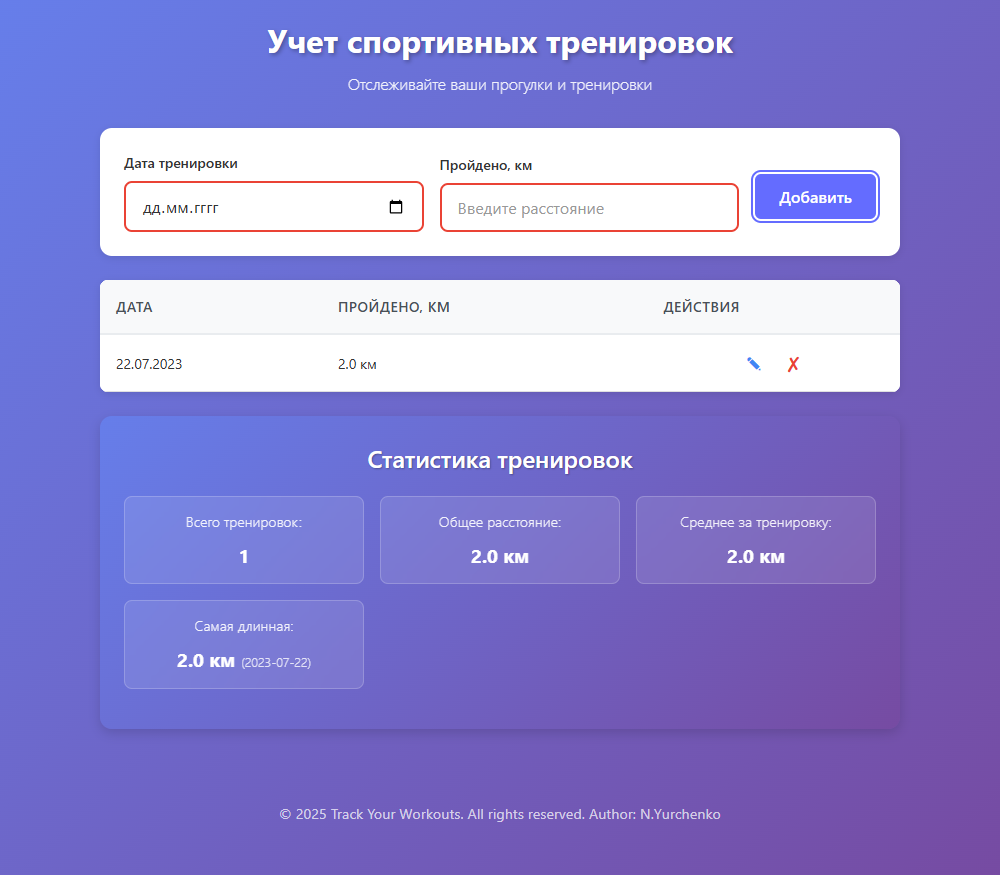 Учет спортивных тренировок
Отслеживайте ваши прогулки и тренировки
Дата тренировки
Пройдено, км
дд.мм.гггг
Введите расстояние
Добавить
ДАТА
ПРОЙДЕНО, КМ
ДЕЙСТВИЯ
22.07.2023
2.0 км
Статистика тренировок
Всего тренировок:
1
Общее расстояние:
2.0 км
Среднее за тренировку:
2.0 км
Самая длинная:
2.0 км (2023-07-22)
© 2025 Track Your Workouts. All rights reserved. Author: N.Yurchenko